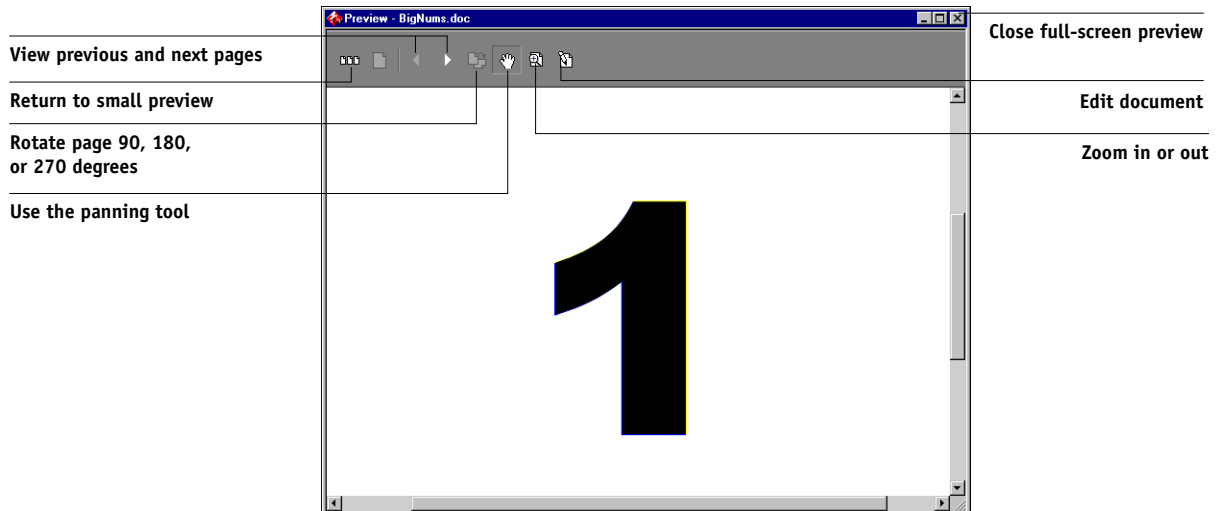 Preview - BigNums.doc
Close full-screen preview
View previous and next pages
Return to small preview
Edit document
Rotate page 90, 180,
or 270 degrees
Zoom in or out
Use the panning tool
1